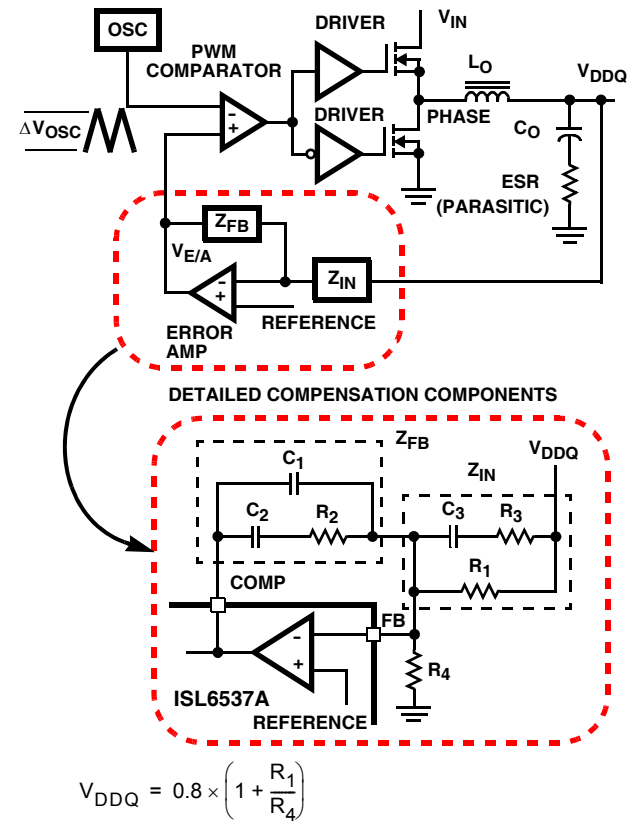 OSC
PWM
COMPARATOR
DRIVER
V_IN
L_O
V_DDQ
ΔV_OSC
-
+
DRIVER
PHASE
C_O
ESR
(PARASITIC)
Z_FB
V_E/A
-
+
Z_IN
ERROR
AMP
REFERENCE
DETAILED COMPENSATION COMPONENTS
Z_FB
V_DDQ
C_1
Z_IN
C_2
R_2
C_3
R_3
COMP
R_1
FB
-
+
R_4
ISL6537A
REFERENCE
V_DDQ = 0.8 × (1 + R_1/R_4)